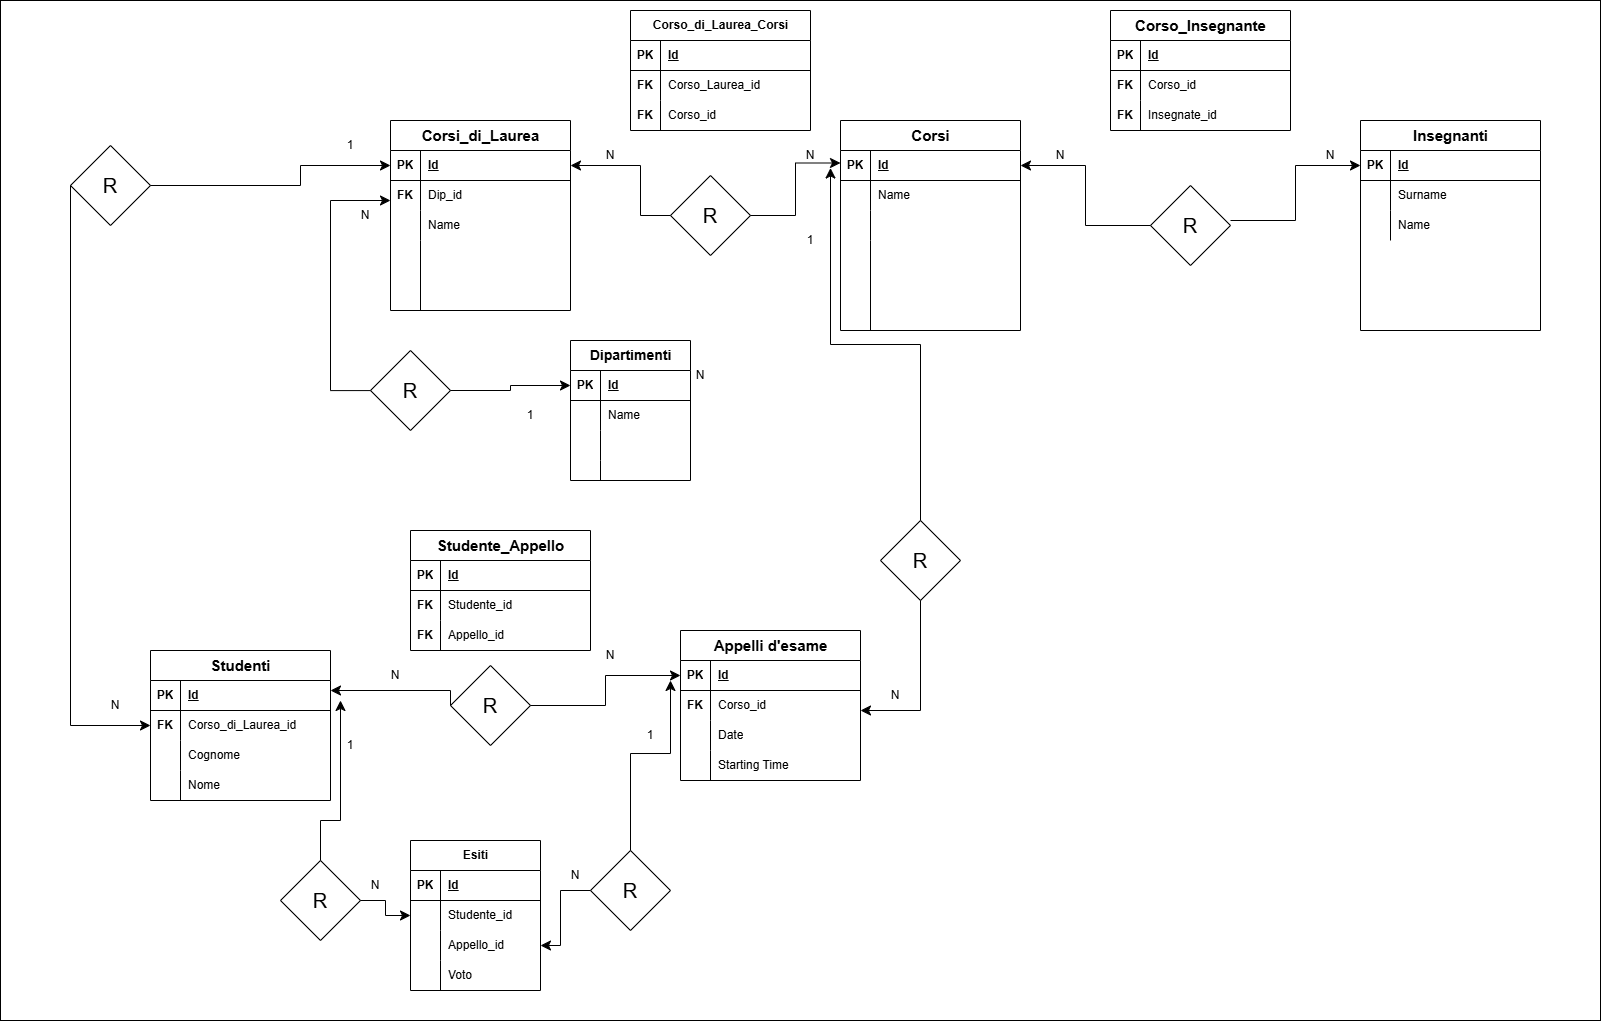 Corso_di_Laurea_Corsi
PK Id
FK Corso_Laurea_id
FK Corso_id
Corso_Insegnante
PK Id
FK Corso_id
FK Insegnate_id
R
1
Corsi_di_Laurea
PK Id
FK Dip_id
Name
N
N
R
N
Corsi
PK Id
Name
1
N
R
N
Insegnanti
PK Id
Surname
Name
R
1
Dipartimenti
PK Id
Name
N
R
Studente_Appello
PK Id
FK Studente_id
FK Appello_id
Studenti
PK Id
FK Corso_di_Laurea_id
Cognome
Nome
N
N
R
N
Appelli d'esame
PK Id
FK Corso_id
Date
Starting Time
N
1
1
R
N
Esiti
PK Id
Studente_id
Appello_id
Voto
N
R